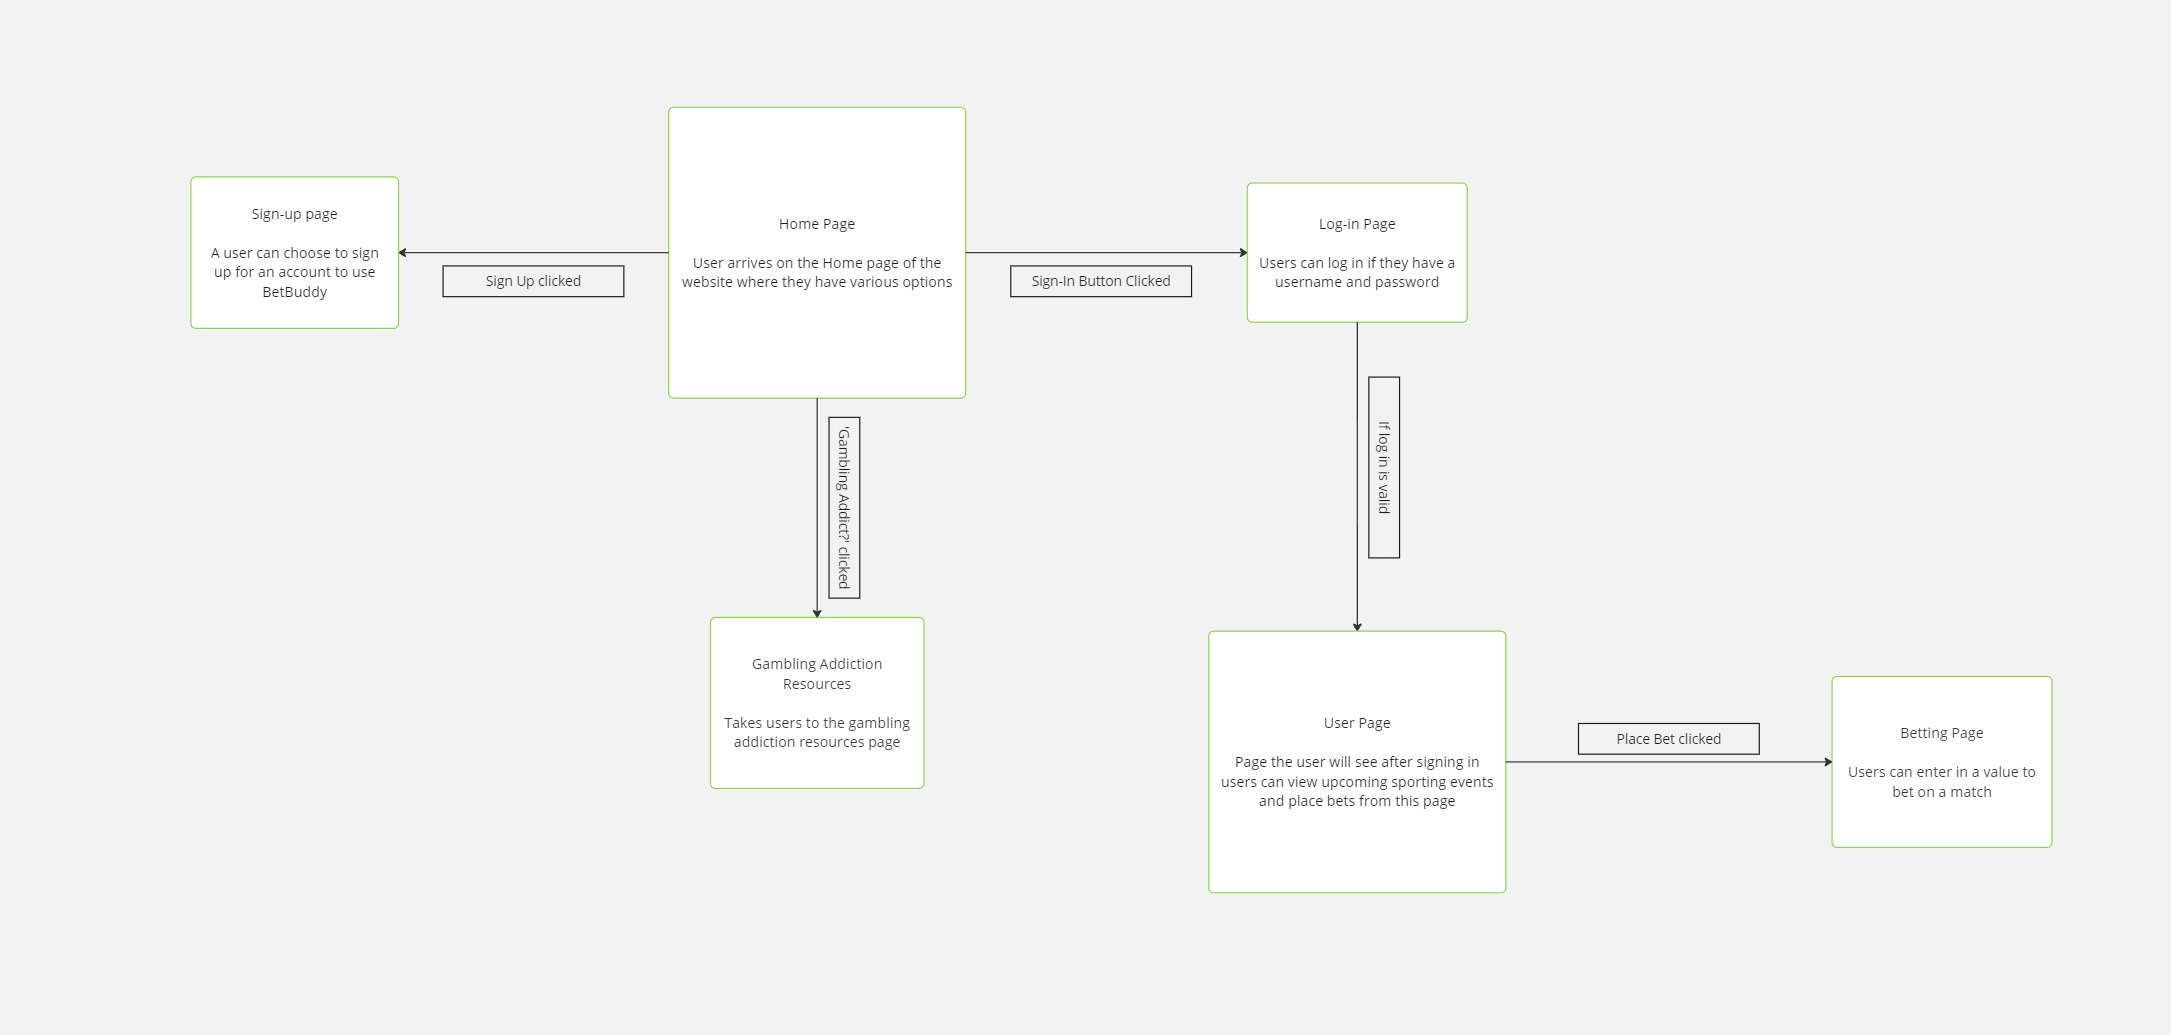 Sign-up page
A user can choose to sign
up for an account to use
BetBuddy
Sign Up clicked
Home Page
User arrives on the Home page of the
website where they have various options
Sign-In Button Clicked
Log-in Page
Users can log in if they have a
username and password
'Gambling Addict?' clicked
If log in is valid
Gambling Addiction
Resources
Takes users to the gambling
addiction resources page
User Page
Page the user will see after signing in
users can view upcoming sporting events
and place bets from this page
Place Bet clicked
Betting Page
Users can enter in a value to
bet on a match